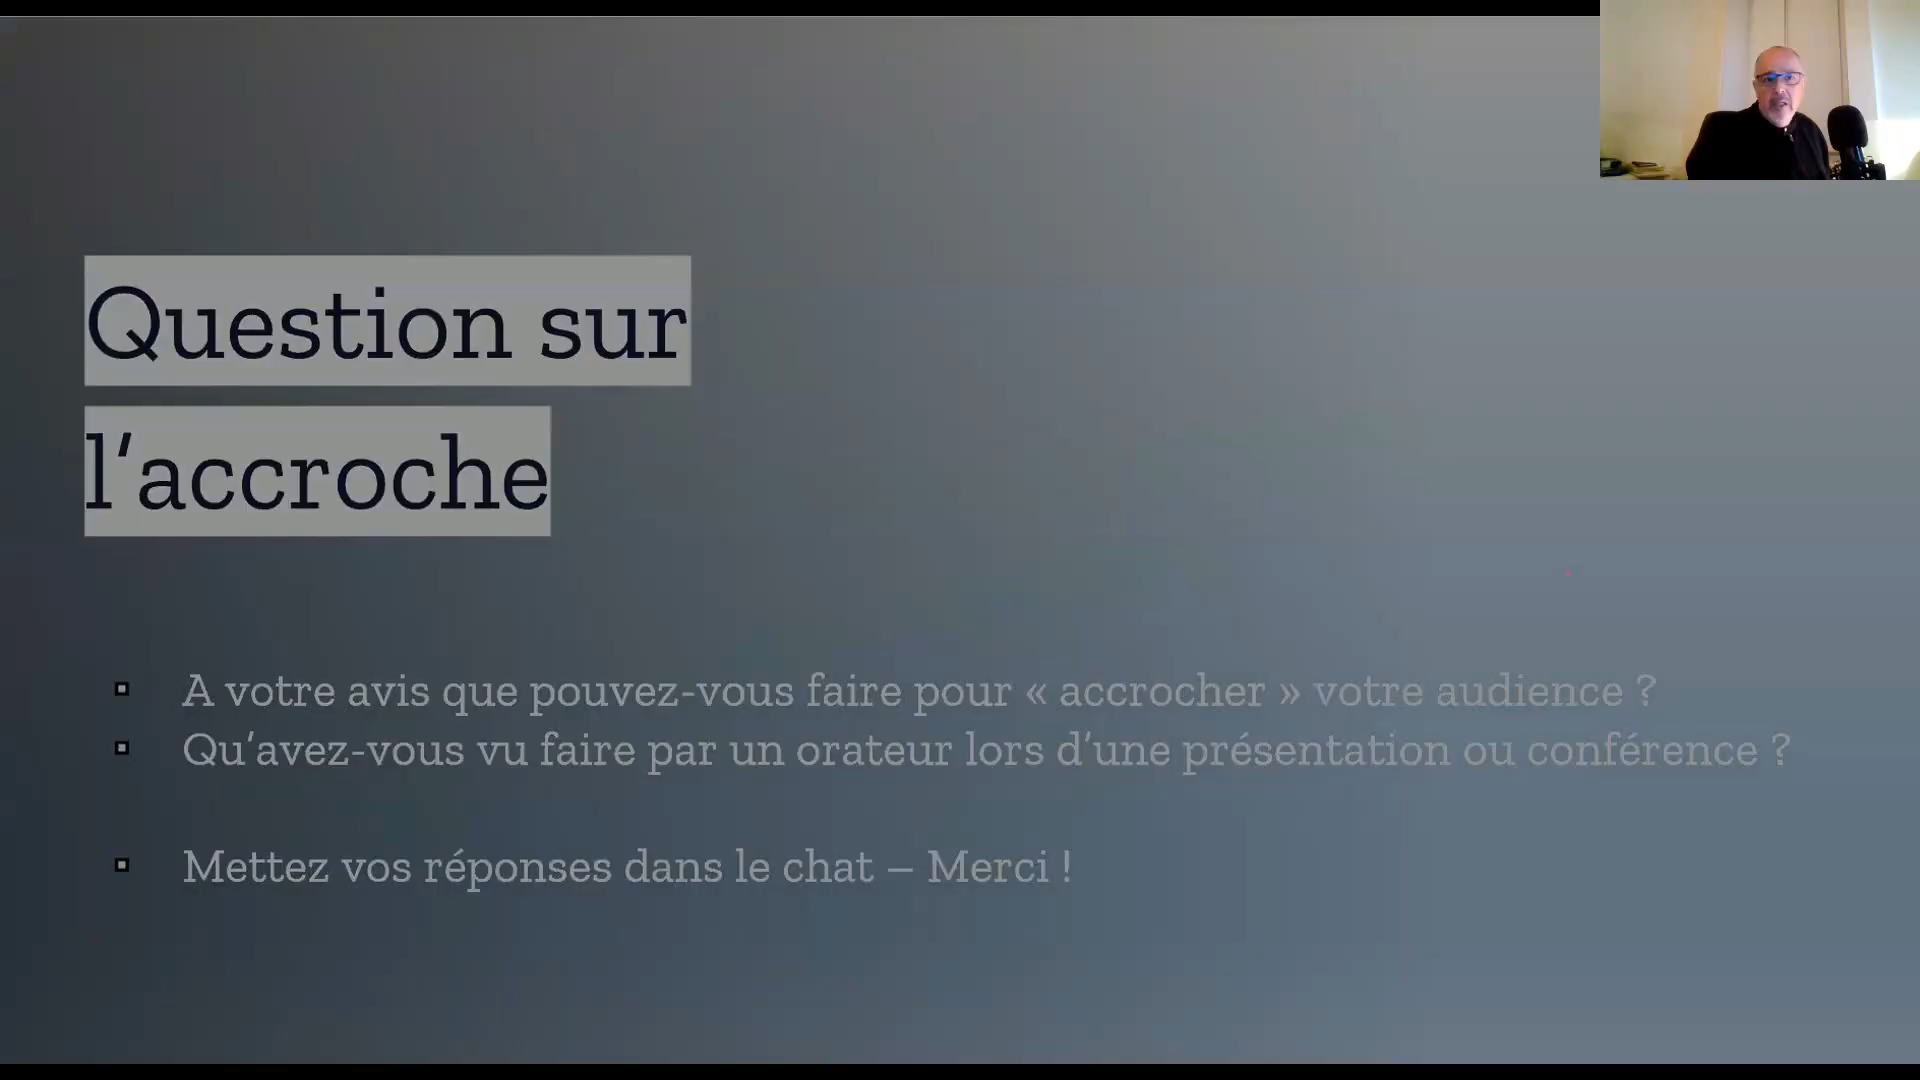 Question sur
l’accroche
A votre avis que pouvez-vous faire pour « accrocher » votre audience ?
Qu’avez-vous vu faire par un orateur lors d’une présentation ou conférence ?
Mettez vos réponses dans le chat – Merci !